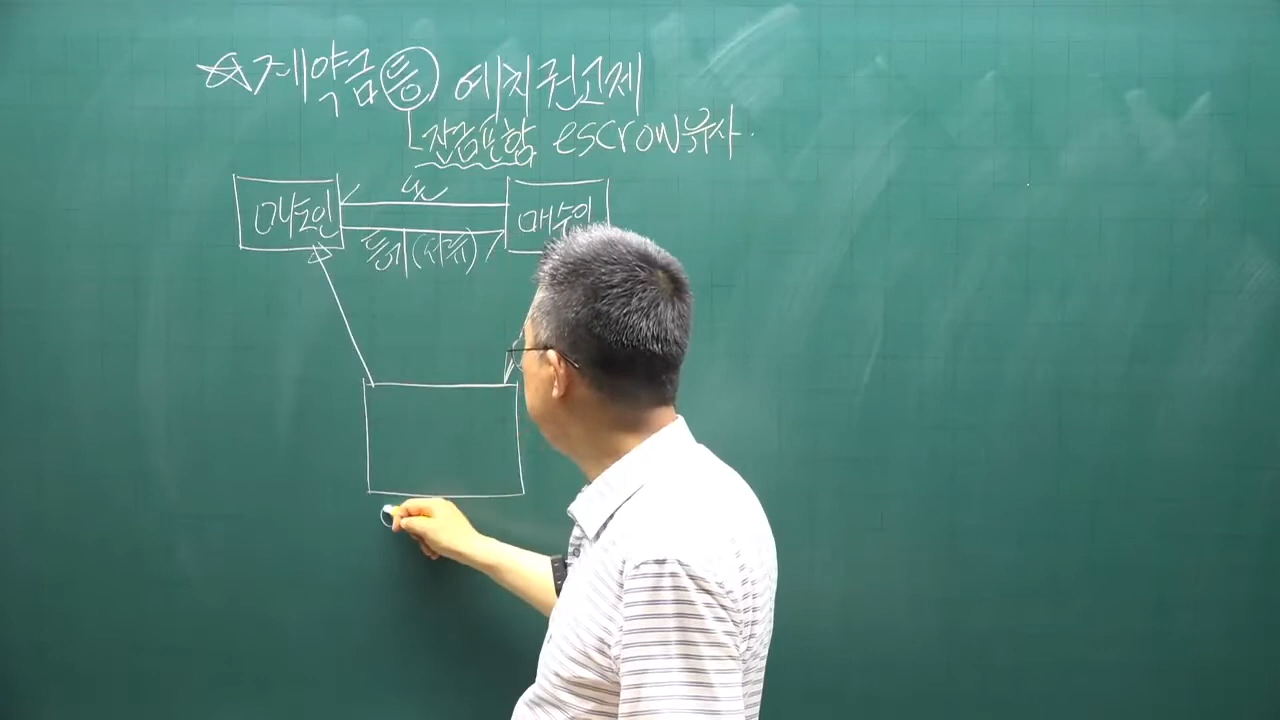 ☆계약금등 예치권고제
잔금포함 escrow유사.
매도인
매수인
등기(서류)